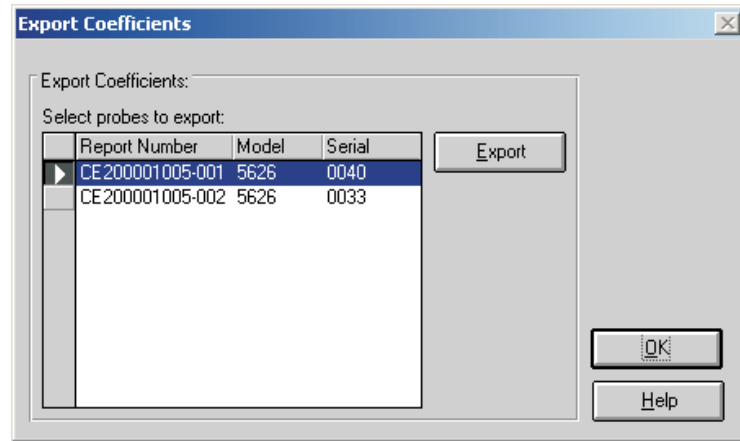 Export Coefficients
Export Coefficients:
Select probes to export:
Report Number Model Serial
CE200001005-001 5626 0040
CE200001005-002 5626 0033
Export
OK
Help